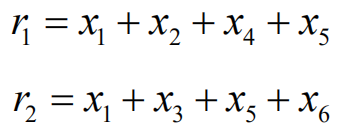 r₁ = x₁ + x₂ + x₄ + x₅
r₂ = x₁ + x₃ + x₅ + x₆